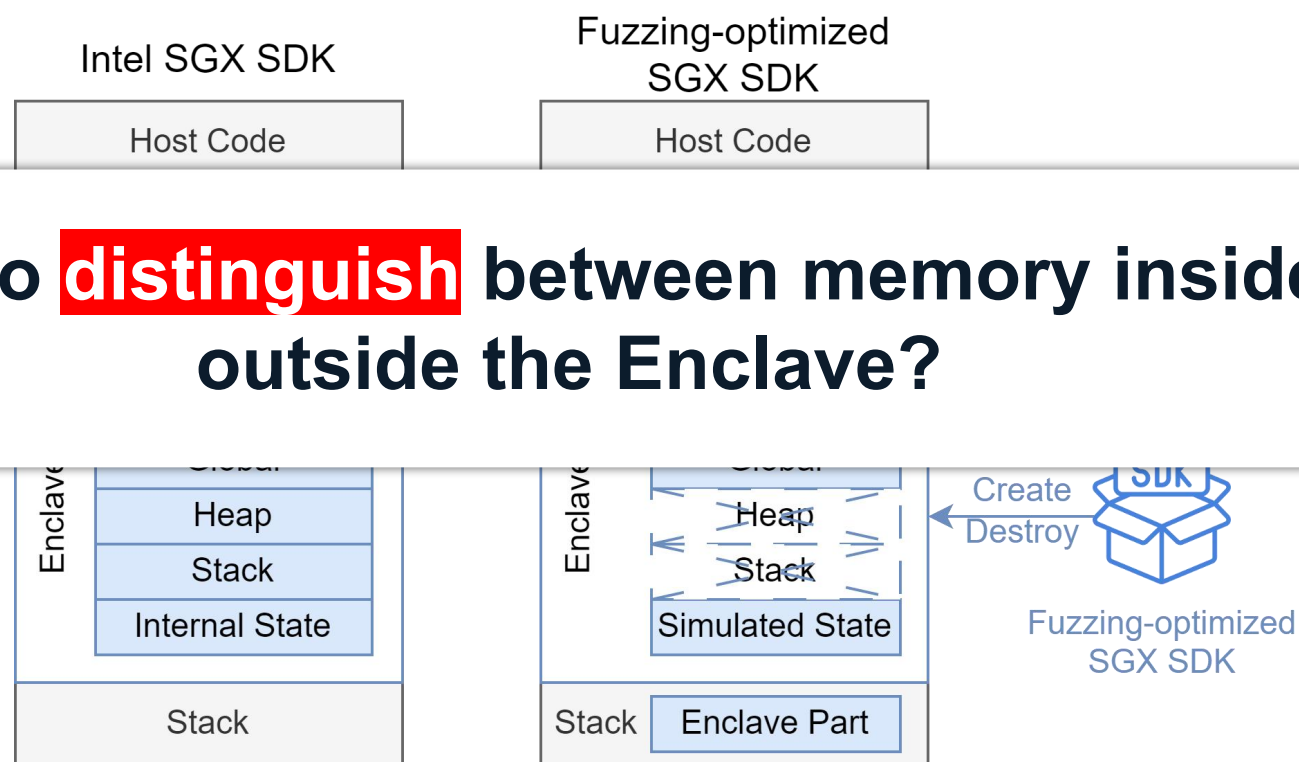 Intel SGX SDK
Fuzzing-optimized
SGX SDK
Host Code
Host Code
distinguish between memory inside
outside the Enclave?
Enclave
Heap
Stack
Internal State
Stack
Enclave
Heap
Stack
Simulated State
Stack
Enclave Part
Create
Destroy
SDK
Fuzzing-optimized
SGX SDK